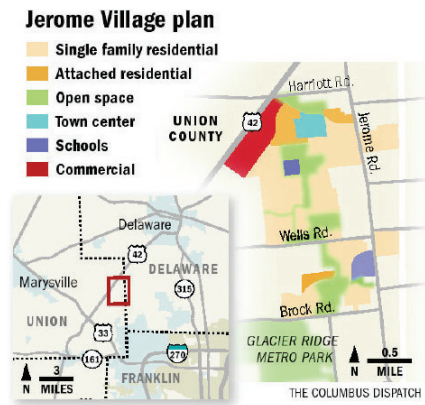 Jerome Village plan
Single family residential
Attached residential
Open space
Town center
Schools
Commercial
Harriott Rd.
UNION
COUNTY
42
Jerome Rd.
Wells Rd.
Brock Rd.
GLACIER RIDGE
METRO PARK
N
0.5
MILE
Delaware
42
DELAWARE
Marysville
315
UNION
33
161
270
FRANKLIN
N
3
MILES
THE COLUMBUS DISPATCH